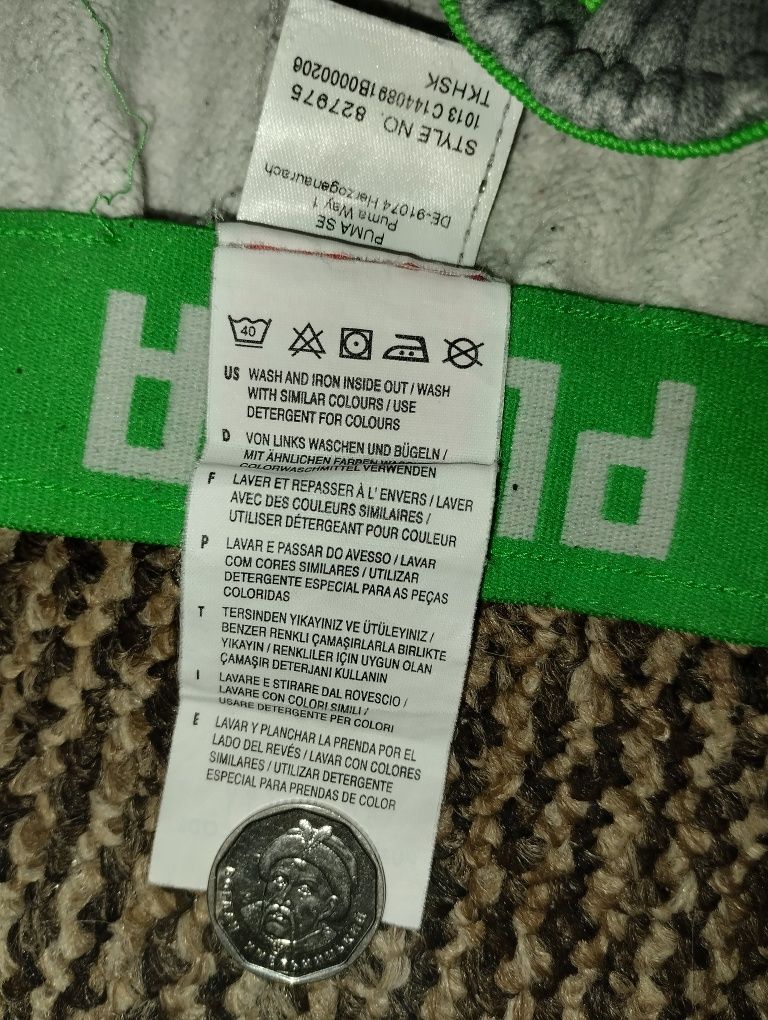 PUMA SE
Puma Way 1
DE-91074 Herzogenaurach
STYLE NO. 827975
1013 C1440891B0000206
TKHSK
PU
40
US WASH AND IRON INSIDE OUT / WASH
WITH SIMILAR COLOURS / USE
DETERGENT FOR COLOURS
D VON LINKS WASCHEN UND BÜGELN /
MIT ÄHNLICHEN FARBEN WASCHEN
COLORWASCHMITTEL VERWENDEN
F LAVER ET REPASSER À L' ENVERS / LAVER
AVEC DES COULEURS SIMILAIRES /
UTILISER DÉTERGEANT POUR COULEUR
P LAVAR E PASSAR DO AVESSO / LAVAR
COM CORES SIMILARES / UTILIZAR
DETERGENTE ESPECIAL PARA AS PEÇAS
COLORIDAS
T TERSINDEN YIKAYINIZ VE ÜTÜLEYINIZ /
BENZER RENKLI ÇAMAŞIRLARLA BIRLIKTE
YIKAYIN / RENKLILER IÇIN UYGUN OLAN
ÇAMAŞIR DETERJANI KULLANIN
I LAVARE E STIRARE DAL ROVESCIO /
LAVARE CON COLORI SIMILI /
USARE DETERGENTE PER COLORI
E LAVAR Y PLANCHAR LA PRENDA POR EL
LADO DEL REVÉS / LAVAR CON COLORES
SIMILARES / UTILIZAR DETERGENTE
ESPECIAL PARA PRENDAS DE COLOR